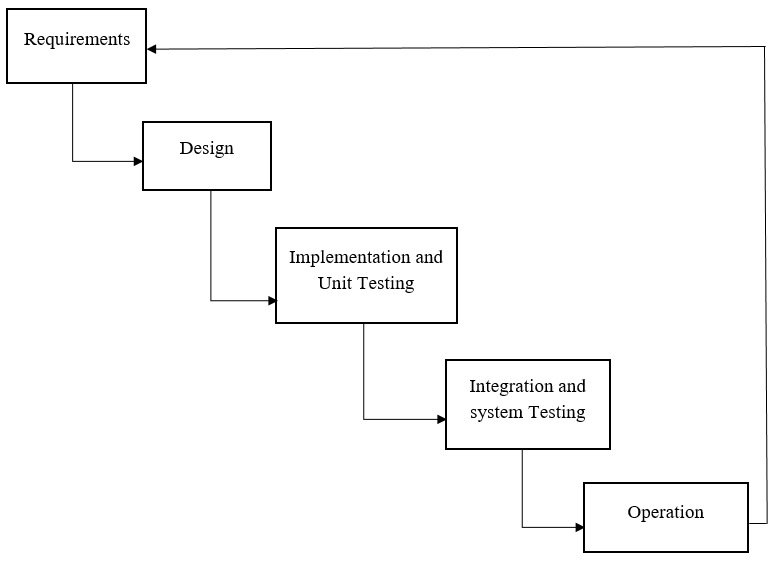 Requirements
Design
Implementation and
Unit Testing
Integration and
system Testing
Operation